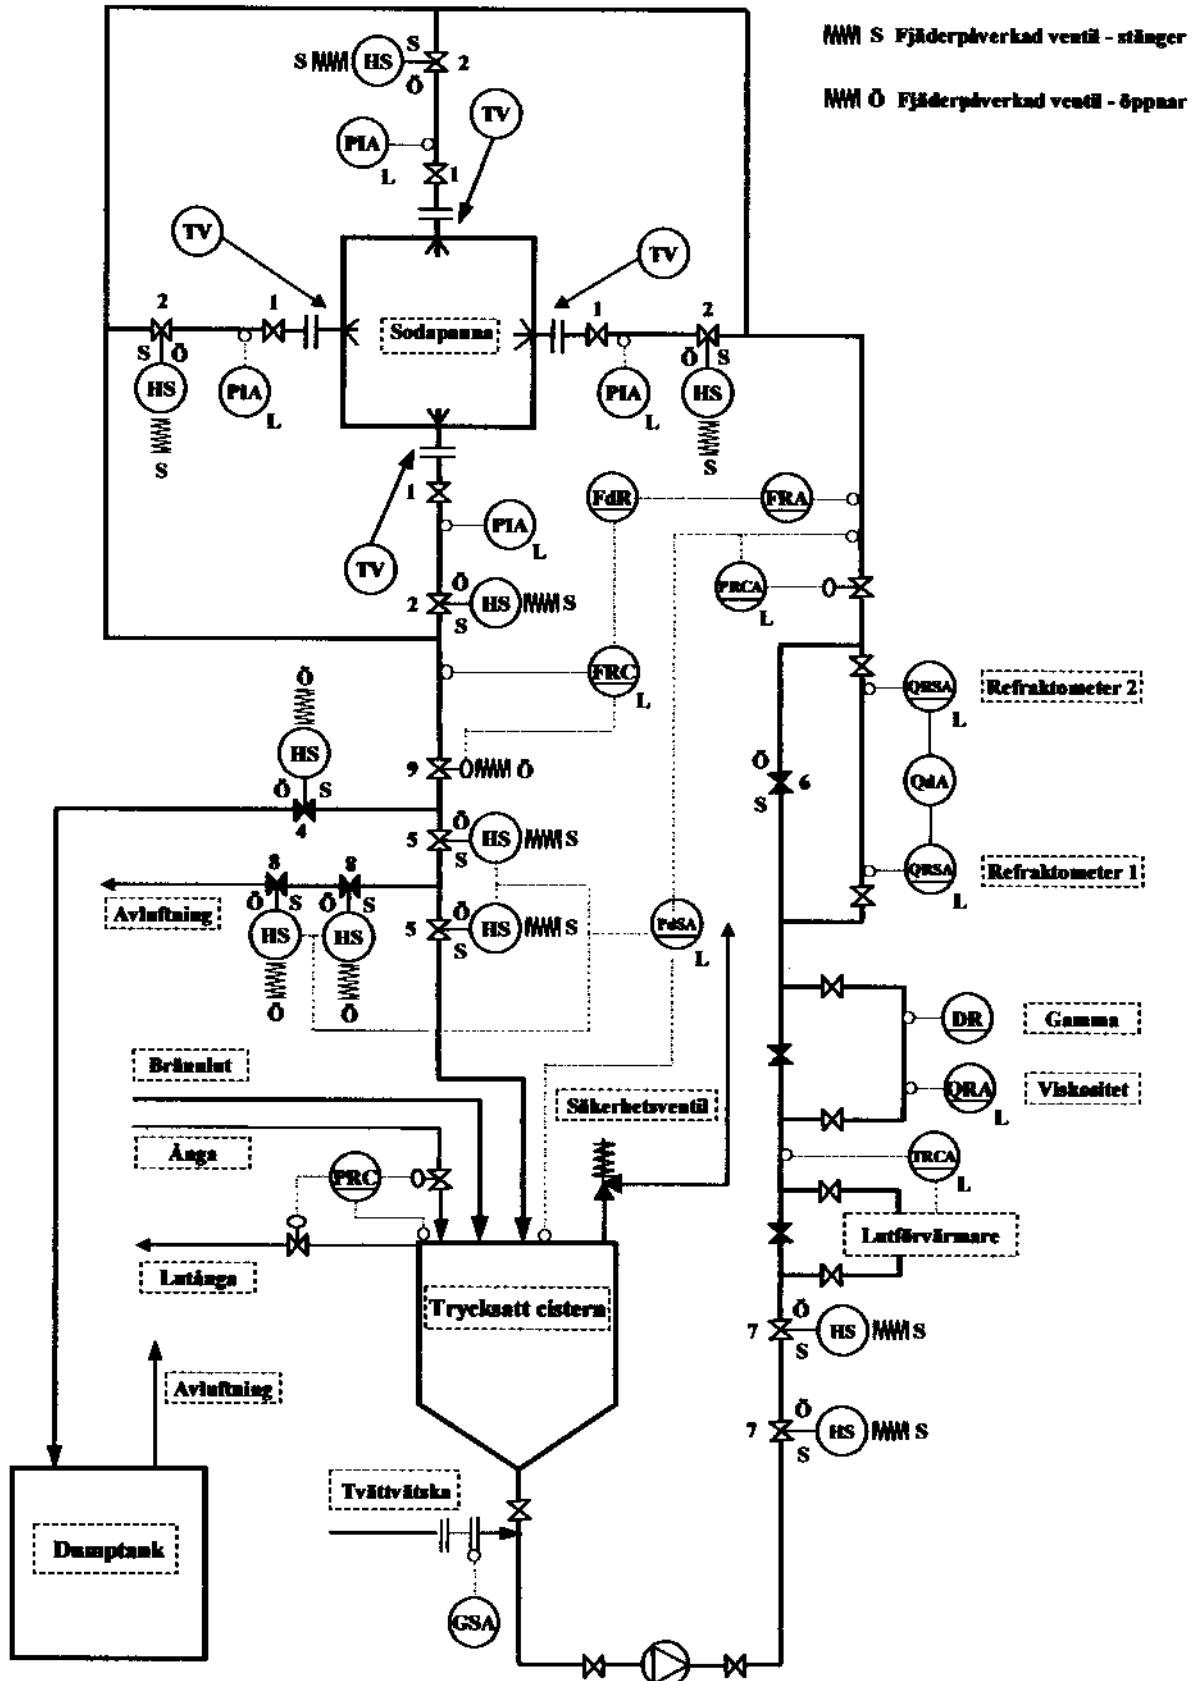 S Fjäderpåverkad ventil - stänger
S
S HS 2
Ö
Ö Fjäderpåverkad ventil - öppnar
TV
PIA
L
1
TV
TV
2 1
1 2
Sodapanna
S Ö
Ö S
HS
PIA
L
PIA
L
HS
S
S
1
FdR
FRA
PIA
L
TV
Ö
2 HS S
S
PRCA
L
Ö
FRC
L
QRSA
L
Refraktometer 2
HS
Ö S
4
9 Ö
Ö
6
S
QdA
Ö
5 HS S
S
8 8
Avluftning
Ö S Ö S
HS HS
Ö Ö
QRSA
L
Refraktometer 1
Ö
5 HS S
S
PdSA
L
DR
Gamma
Brännlut
Säkerhetsventil
QRA
L
Viskositet
Ånga
PRC
TRCA
L
Lutförvärmare
Lutånga
Trycksatt cistern
Ö
7 HS S
S
Avluftning
Ö
7 HS S
S
Tvättvätska
Dumptank
GSA